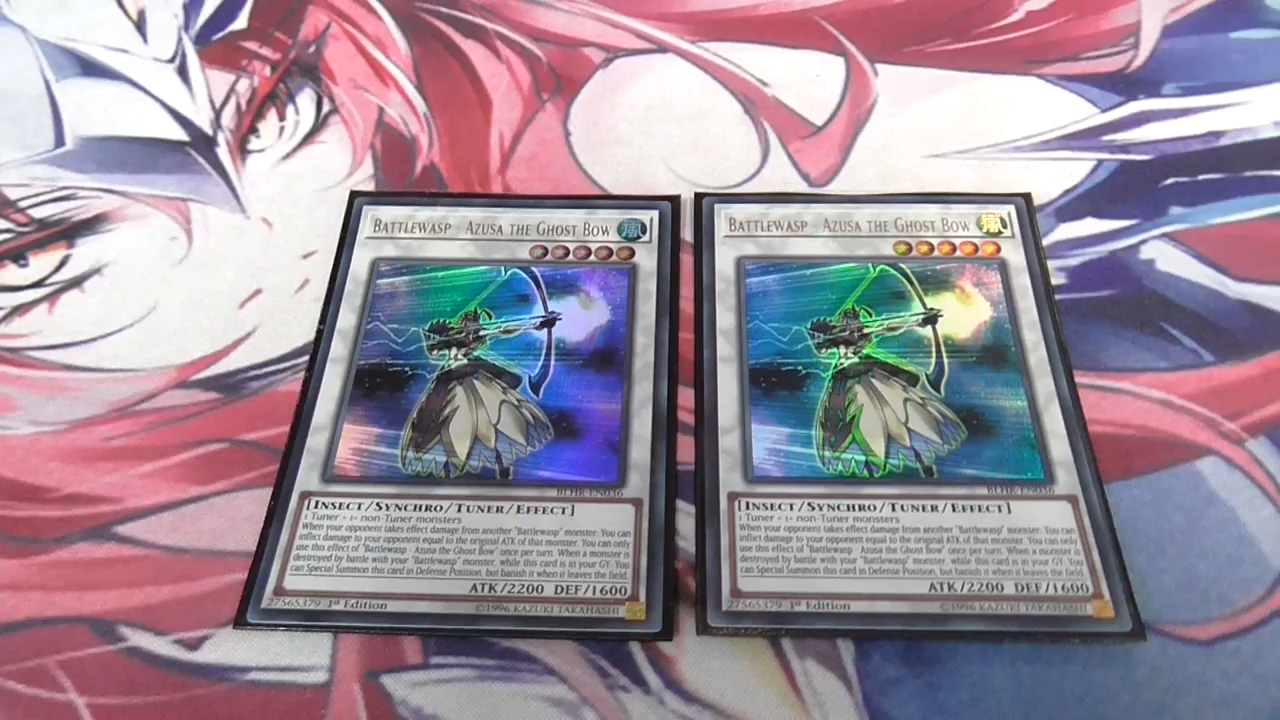 BATTLEWASP - AZUSA THE GHOST BOW
風
BLHR-EN036
[INSECT/SYNCHRO/TUNER/EFFECT]
1 Tuner + 1+ non-Tuner monsters
When your opponent takes effect damage from another "Battlewasp" monster: You can
inflict damage to your opponent equal to the original ATK of that monster. You can only
use this effect of "Battlewasp - Azusa the Ghost Bow" once per turn. When a monster is
destroyed by battle with your "Battlewasp" monster, while this card is in your GY: You
can Special Summon this card in Defense Position, but banish it when it leaves the field.
ATK/2200 DEF/1600
27565379 1st Edition ©1996 KAZUKI TAKAHASHI
BATTLEWASP - AZUSA THE GHOST BOW
風
BLHR-EN036
[INSECT/SYNCHRO/TUNER/EFFECT]
1 Tuner + 1+ non-Tuner monsters
When your opponent takes effect damage from another "Battlewasp" monster: You can
inflict damage to your opponent equal to the original ATK of that monster. You can only
use this effect of "Battlewasp - Azusa the Ghost Bow" once per turn. When a monster is
destroyed by battle with your "Battlewasp" monster, while this card is in your GY: You
can Special Summon this card in Defense Position, but banish it when it leaves the field.
ATK/2200 DEF/1600
27565379 1st Edition ©1996 KAZUKI TAKAHASHI